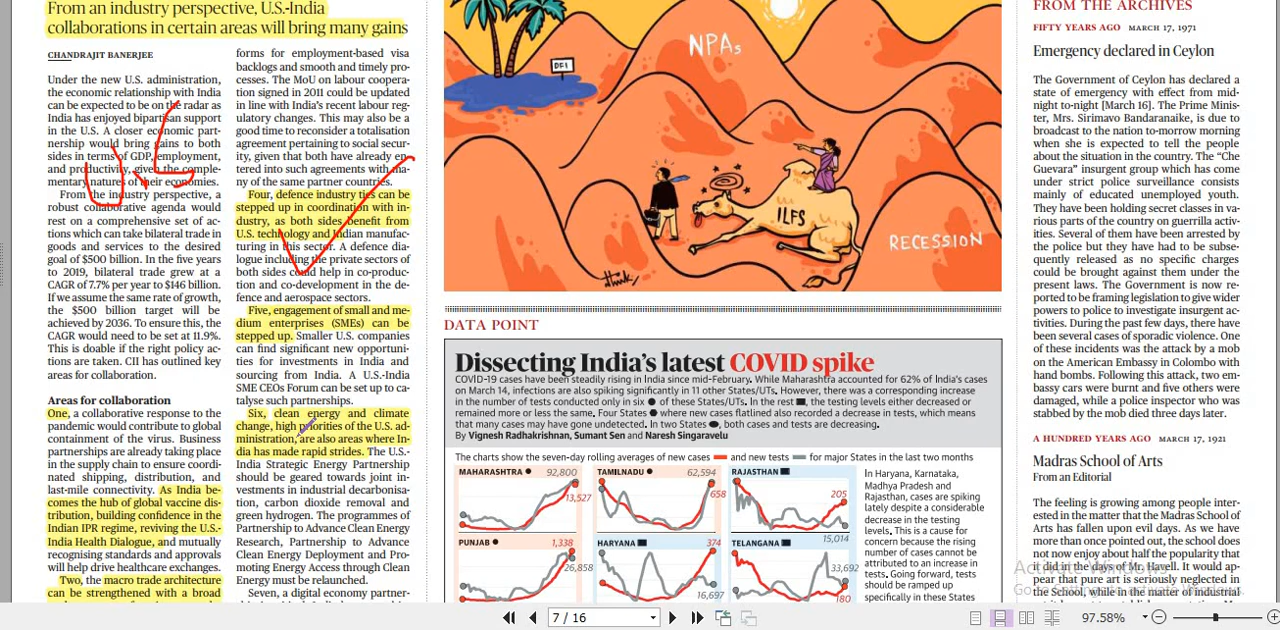 From an industry perspective, U.S.-India
collaborations in certain areas will bring many gains
CHANDRAJIT BANERJEE
Under the new U.S. administration,
the economic relationship with India
can be expected to be on the radar as
India has enjoyed bipartisan support
in the U.S. A closer economic part-
nership would bring gains to both
sides in terms of GDP, employment,
and productivity, given the comple-
mentary natures of their economies.
From the industry perspective, a
robust collaborative agenda would
rest on a comprehensive set of ac-
tions which can take bilateral trade in
goods and services to the desired
goal of $500 billion. In the five years
to 2019, bilateral trade grew at a
CAGR of 7.7% per year to $146 billion.
If we assume the same rate of growth,
the $500 billion target will be
achieved by 2036. To ensure this, the
CAGR would need to be set at 11.9%.
This is doable if the right policy ac-
tions are taken. CII has outlined key
areas for collaboration.
Areas for collaboration
One, a collaborative response to the
pandemic would contribute to global
containment of the virus. Business
partnerships are already taking place
in the supply chain to ensure coordi-
nated shipping, distribution, and
last-mile connectivity. As India be-
comes the hub of global vaccine dis-
tribution, building confidence in the
Indian IPR regime, reviving the U.S.-
India Health Dialogue, and mutually
recognising standards and approvals
will help drive healthcare exchanges.
Two, the macro trade architecture
can be strengthened with a broad
forms for employment-based visa
backlogs and smooth and timely pro-
cesses. The MoU on labour coopera-
tion signed in 2011 could be updated
in line with India's recent labour reg-
ulatory changes. This may also be a
good time to reconsider a totalisation
agreement pertaining to social secur-
ity, given that both have already en-
tered into such agreements with ma-
ny of the same partner countries.
Four, defence industry ties can be
stepped up in coordination with in-
dustry, as both sides benefit from
U.S. technology and Indian manufac-
turing in this sector. A defence dia-
logue including the private sectors of
both sides could help in co-produc-
tion and co-development in the de-
fence and aerospace sectors.
Five, engagement of small and me-
dium enterprises (SMEs) can be
stepped up. Smaller U.S. companies
can find significant new opportuni-
ties for investments in India and
sourcing from India. A U.S.-India
SME CEOs Forum can be set up to ca-
talyse such partnerships.
Six, clean energy and climate
change, high priorities of the U.S. ad-
ministration, are also areas where In-
dia has made rapid strides. The U.S.-
India Strategic Energy Partnership
should be geared towards joint in-
vestments in industrial decarbonisa-
tion, carbon dioxide removal and
green hydrogen. The programmes of
Partnership to Advance Clean Energy
Research, Partnership to Advance
Clean Energy Deployment and Pro-
moting Energy Access through Clean
Energy must be relaunched.
Seven, a digital economy partner-
NPAs
DFI
ILFS
RECESSION
DATA POINT
Dissecting India's latest COVID spike
COVID-19 cases have been steadily rising in India since mid-February. While Maharashtra accounted for 62% of India's cases
on March 14, infections are also spiking significantly in 11 other States/UTs. However, there was a corresponding increase
in the number of tests conducted only in six of these States/UTs. In the rest, the testing levels either decreased or
remained more or less the same. Four States where new cases flatlined also recorded a decrease in tests, which means
that many cases may have gone undetected. In two States, both cases and tests are decreasing.
By Vignesh Radhakrishnan, Sumant Sen and Naresh Singaravelu
The charts show the seven-day rolling averages of new cases and new tests for major States in the last two months
MAHARASHTRA 92,800
13,527
TAMILNADU 62,594
658
RAJASTHAN
205
15,014
PUNJAB 1,338
26,858
HARYANA 374
16,697
TELANGANA
33,692
180
In Haryana, Karnataka,
Madhya Pradesh and
Rajasthan, cases are spiking
lately despite a considerable
decrease in the testing
levels. This is a cause for
concern because the rising
number of cases cannot be
attributed to an increase in
tests. Going forward, tests
should be ramped up
specifically in these States
FROM THE ARCHIVES
FIFTY YEARS AGO MARCH 17, 1971
Emergency declared in Ceylon
The Government of Ceylon has declared a
state of emergency with effect from mid-
night to-night [March 16]. The Prime Minis-
ter, Mrs. Sirimavo Bandaranaike, is due to
broadcast to the nation to-morrow morning
when she is expected to tell the people
about the situation in the country. The “Che
Guevara” insurgent group which has come
under strict police surveillance consists
mainly of educated unemployed youth.
They have been holding secret classes in va-
rious parts of the country on guerrilla activi-
ties. Several of them have been arrested by
the police but they have had to be subse-
quently released as no specific charges
could be brought against them under the
present laws. The Government is now re-
ported to be framing legislation to give wider
powers to police to investigate insurgent ac-
tivities. During the past few days, there have
been several cases of sporadic violence. One
of these incidents was the attack by a mob
on the American Embassy in Colombo with
hand bombs. Following this attack, two em-
bassy cars were burnt and five others were
damaged, while a police inspector who was
stabbed by the mob died three days later.
A HUNDRED YEARS AGO MARCH 17, 1921
Madras School of Arts
From an Editorial
The feeling is growing among people inter-
ested in the matter that the Madras School of
Arts has fallen upon evil days. As we have
more than once pointed out, the school does
not now enjoy about half the popularity that
it did in the days of Mr. Havell. It would ap-
pear that pure art is seriously neglected in
the School, while in the matter of industrial
Activate Windows
7 / 16
97.58%